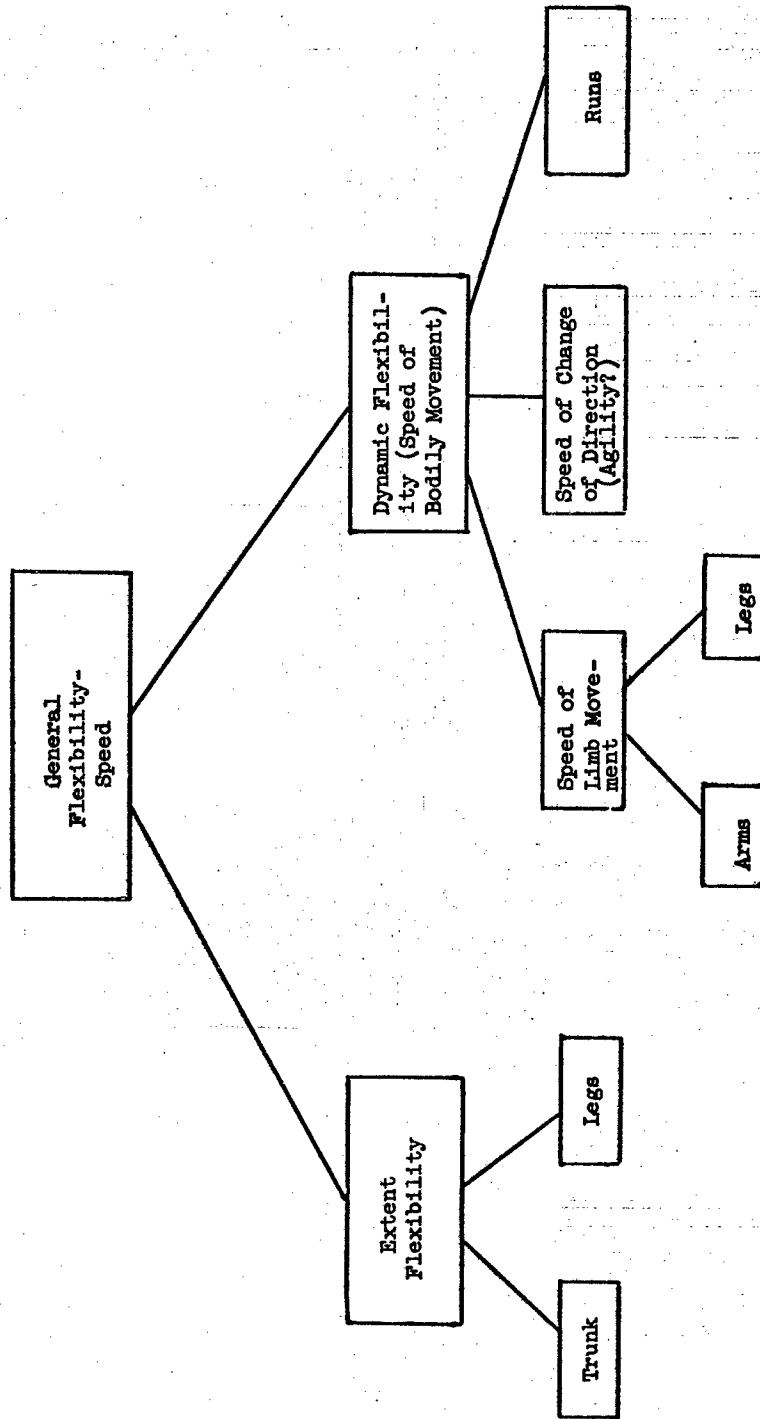 General
Flexibility-
Speed
Extent
Flexibility
Dynamic Flexibil-
ity (Speed of
Bodily Movement)
Trunk
Legs
Speed of
Limb Move-
ment
Speed of Change
of Direction
(Agility?)
Runs
Arms
Legs